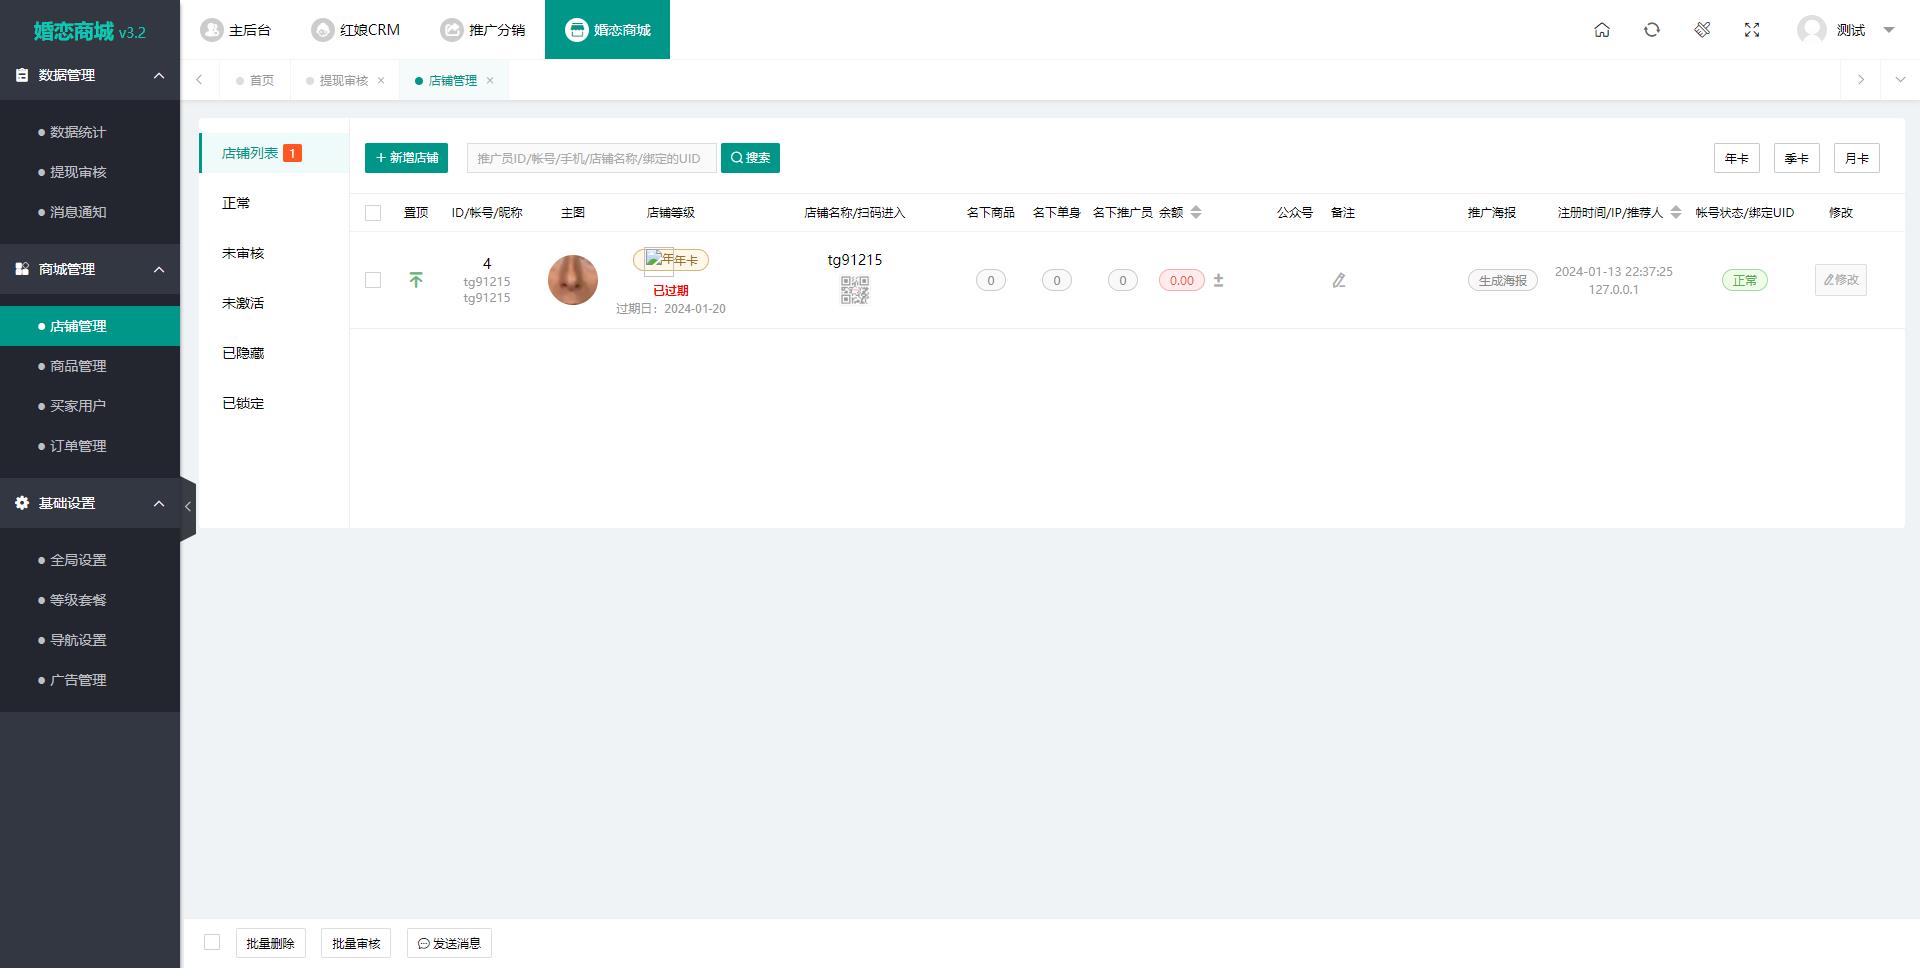 婚恋商城 v3.2
主后台
红娘CRM
推广分销
婚恋商城
测试
数据管理
数据统计
提现审核
消息通知
商城管理
店铺管理
商品管理
买家用户
订单管理
基础设置
全局设置
等级套餐
导航设置
广告管理
首页
提现审核
店铺管理
店铺列表 1
正常
未审核
未激活
已隐藏
已锁定
新增店铺
推广员ID/帐号/手机/店铺名称/绑定的UID
搜索
年卡
季卡
月卡
置顶 ID/帐号/昵称 主图 店铺等级 店铺名称/扫码进入 名下商品 名下单身 名下推广员 余额 公众号 备注 推广海报 注册时间/IP/推荐人 帐号状态/绑定UID 修改
4
tg91215
tg91215
年年卡
已过期
过期日：2024-01-20
tg91215
0
0
0
0.00
生成海报
2024-01-13 22:37:25
127.0.0.1
正常
修改
批量删除
批量审核
发送消息